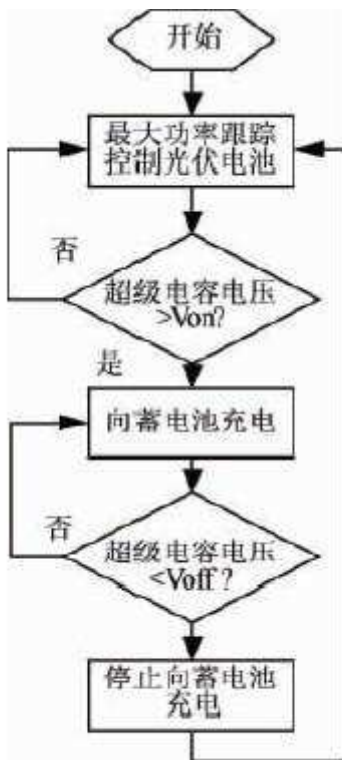 开始
最大功率跟踪
控制光伏电池
否
超级电容电压
>Von?
是
向蓄电池充电
否
超级电容电压
<Voff?
停止向蓄电池
充电